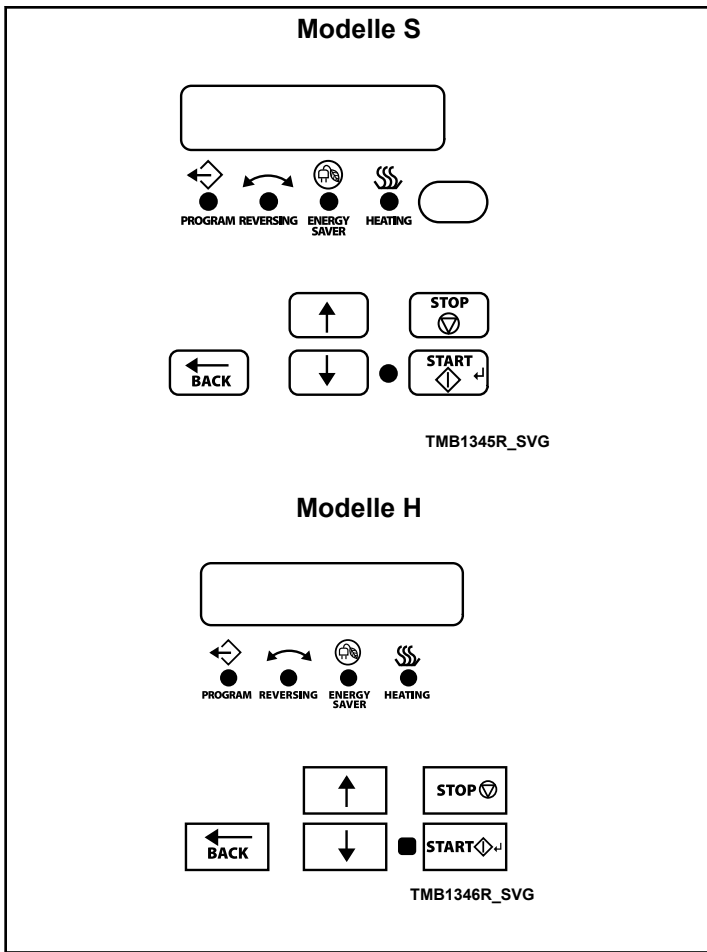 Modelle S
PROGRAM REVERSING ENERGY SAVER HEATING
STOP
BACK
START
TMB1345R_SVG
Modelle H
PROGRAM REVERSING ENERGY SAVER HEATING
STOP
BACK
START
TMB1346R_SVG